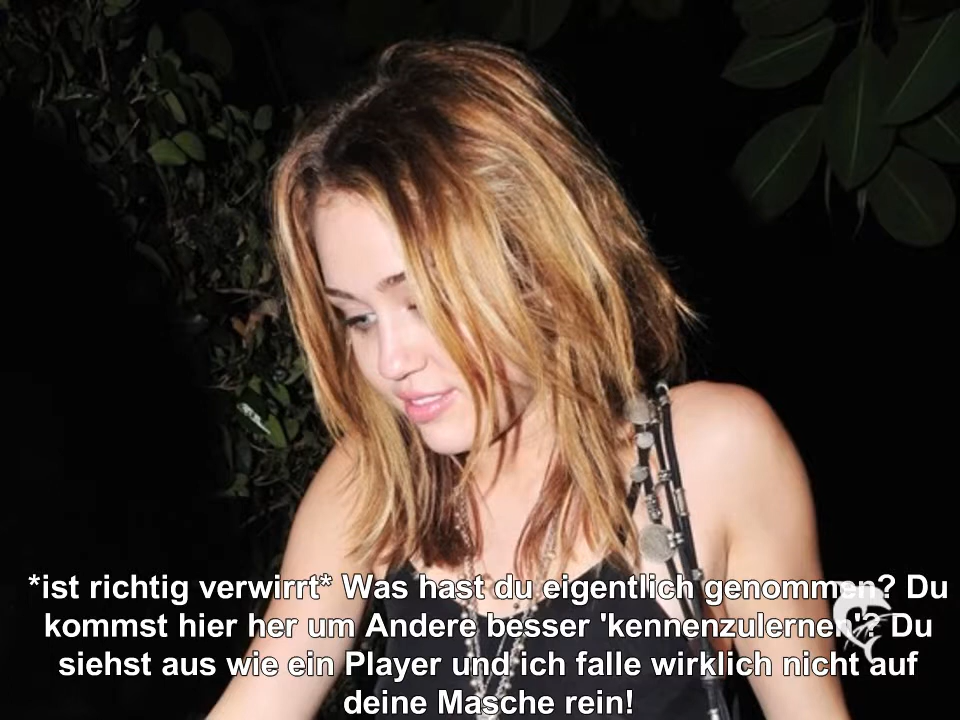 *ist richtig verwirrt* Was hast du eigentlich genommen? Du
kommst hier her um Andere besser 'kennenzulernen'? Du
siehst aus wie ein Player und ich falle wirklich nicht auf
deine Masche rein!